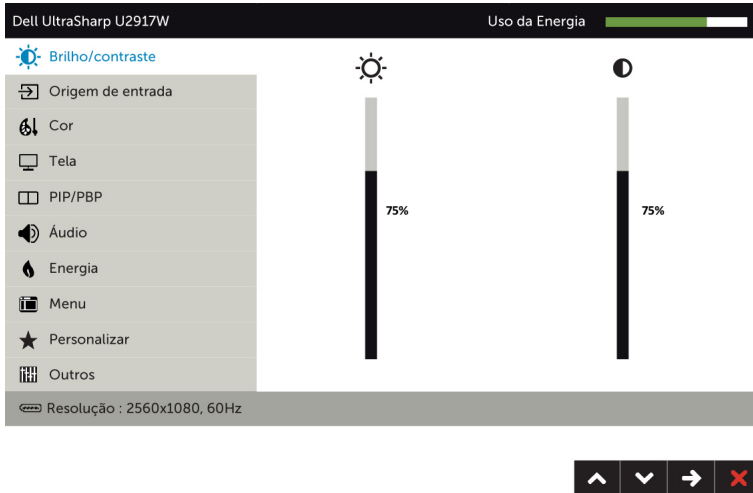 Dell UltraSharp U2917W
Uso da Energia
Brilho/contraste
Origem de entrada
Cor
Tela
PIP/PBP
Áudio
Energia
Menu
Personalizar
Outros
75%
75%
Resolução : 2560x1080, 60Hz